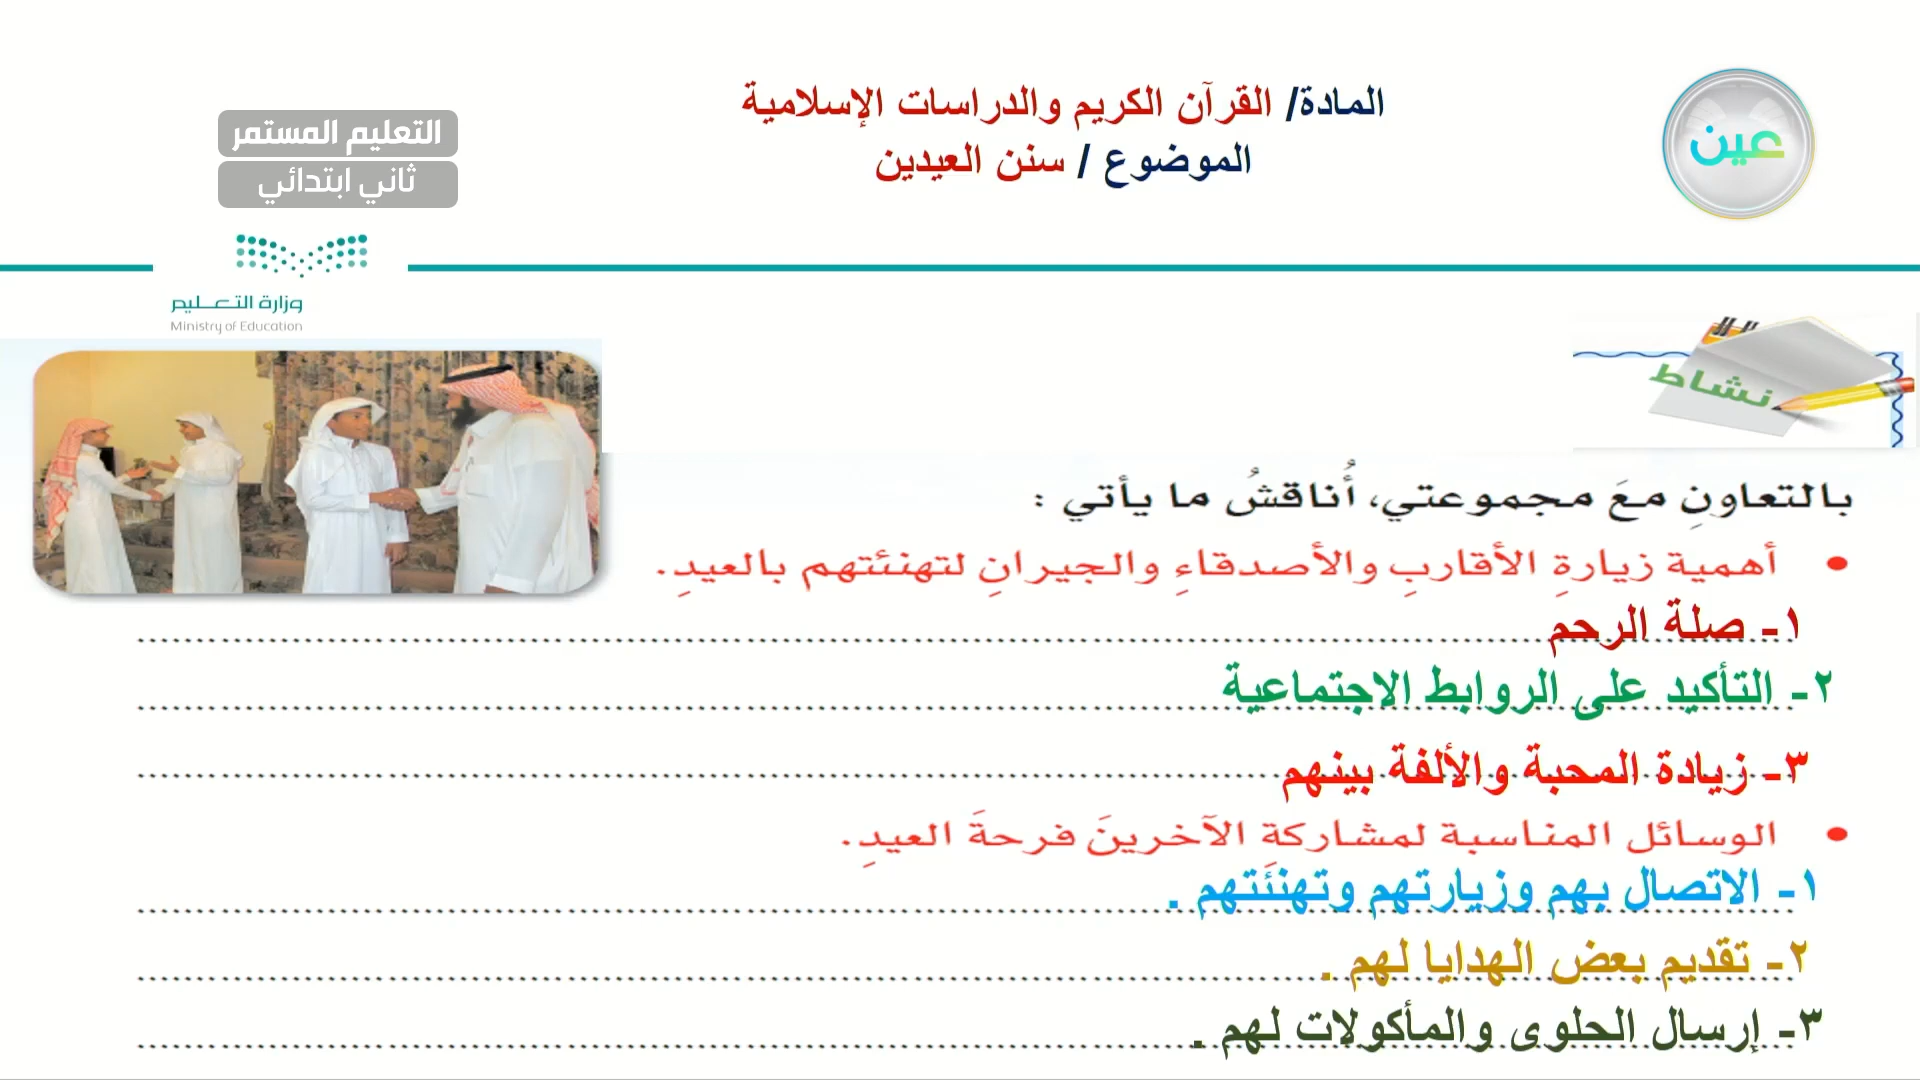 المادة/ القرآن الكريم والدراسات الإسلامية
الموضوع / سنن العيدين
عين
التعليم المستمر
ثاني ابتدائي
وزارة التعليم
Ministry of Education
نشاط
بالتعاونِ معَ مجموعتي، أُناقشُ ما يأتي :
• أهمية زيارةِ الأقاربِ والأصدقاءِ والجيرانِ لتهنئتهم بالعيدِ.
١- صلة الرحم
٢- التأكيد على الروابط الاجتماعية
٣- زيادة المحبة والألفة بينهم
• الوسائل المناسبة لمشاركةِ الآخرينَ فرحةَ العيدِ.
١- الاتصال بهم وزيارتهم وتهنئتهم .
٢- تقديم بعض الهدايا لهم .
٣- إرسال الحلوى والمأكولات لهم .